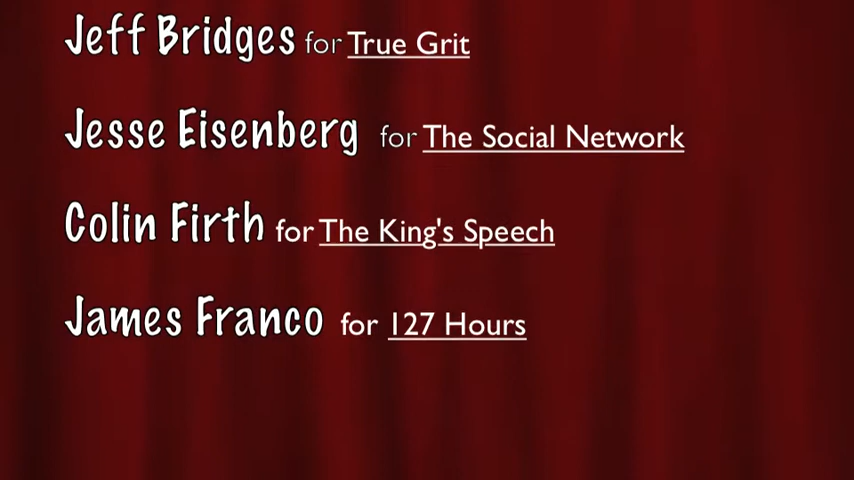 Jeff Bridges for True Grit
Jesse Eisenberg for The Social Network
Colin Firth for The King's Speech
James Franco for 127 Hours